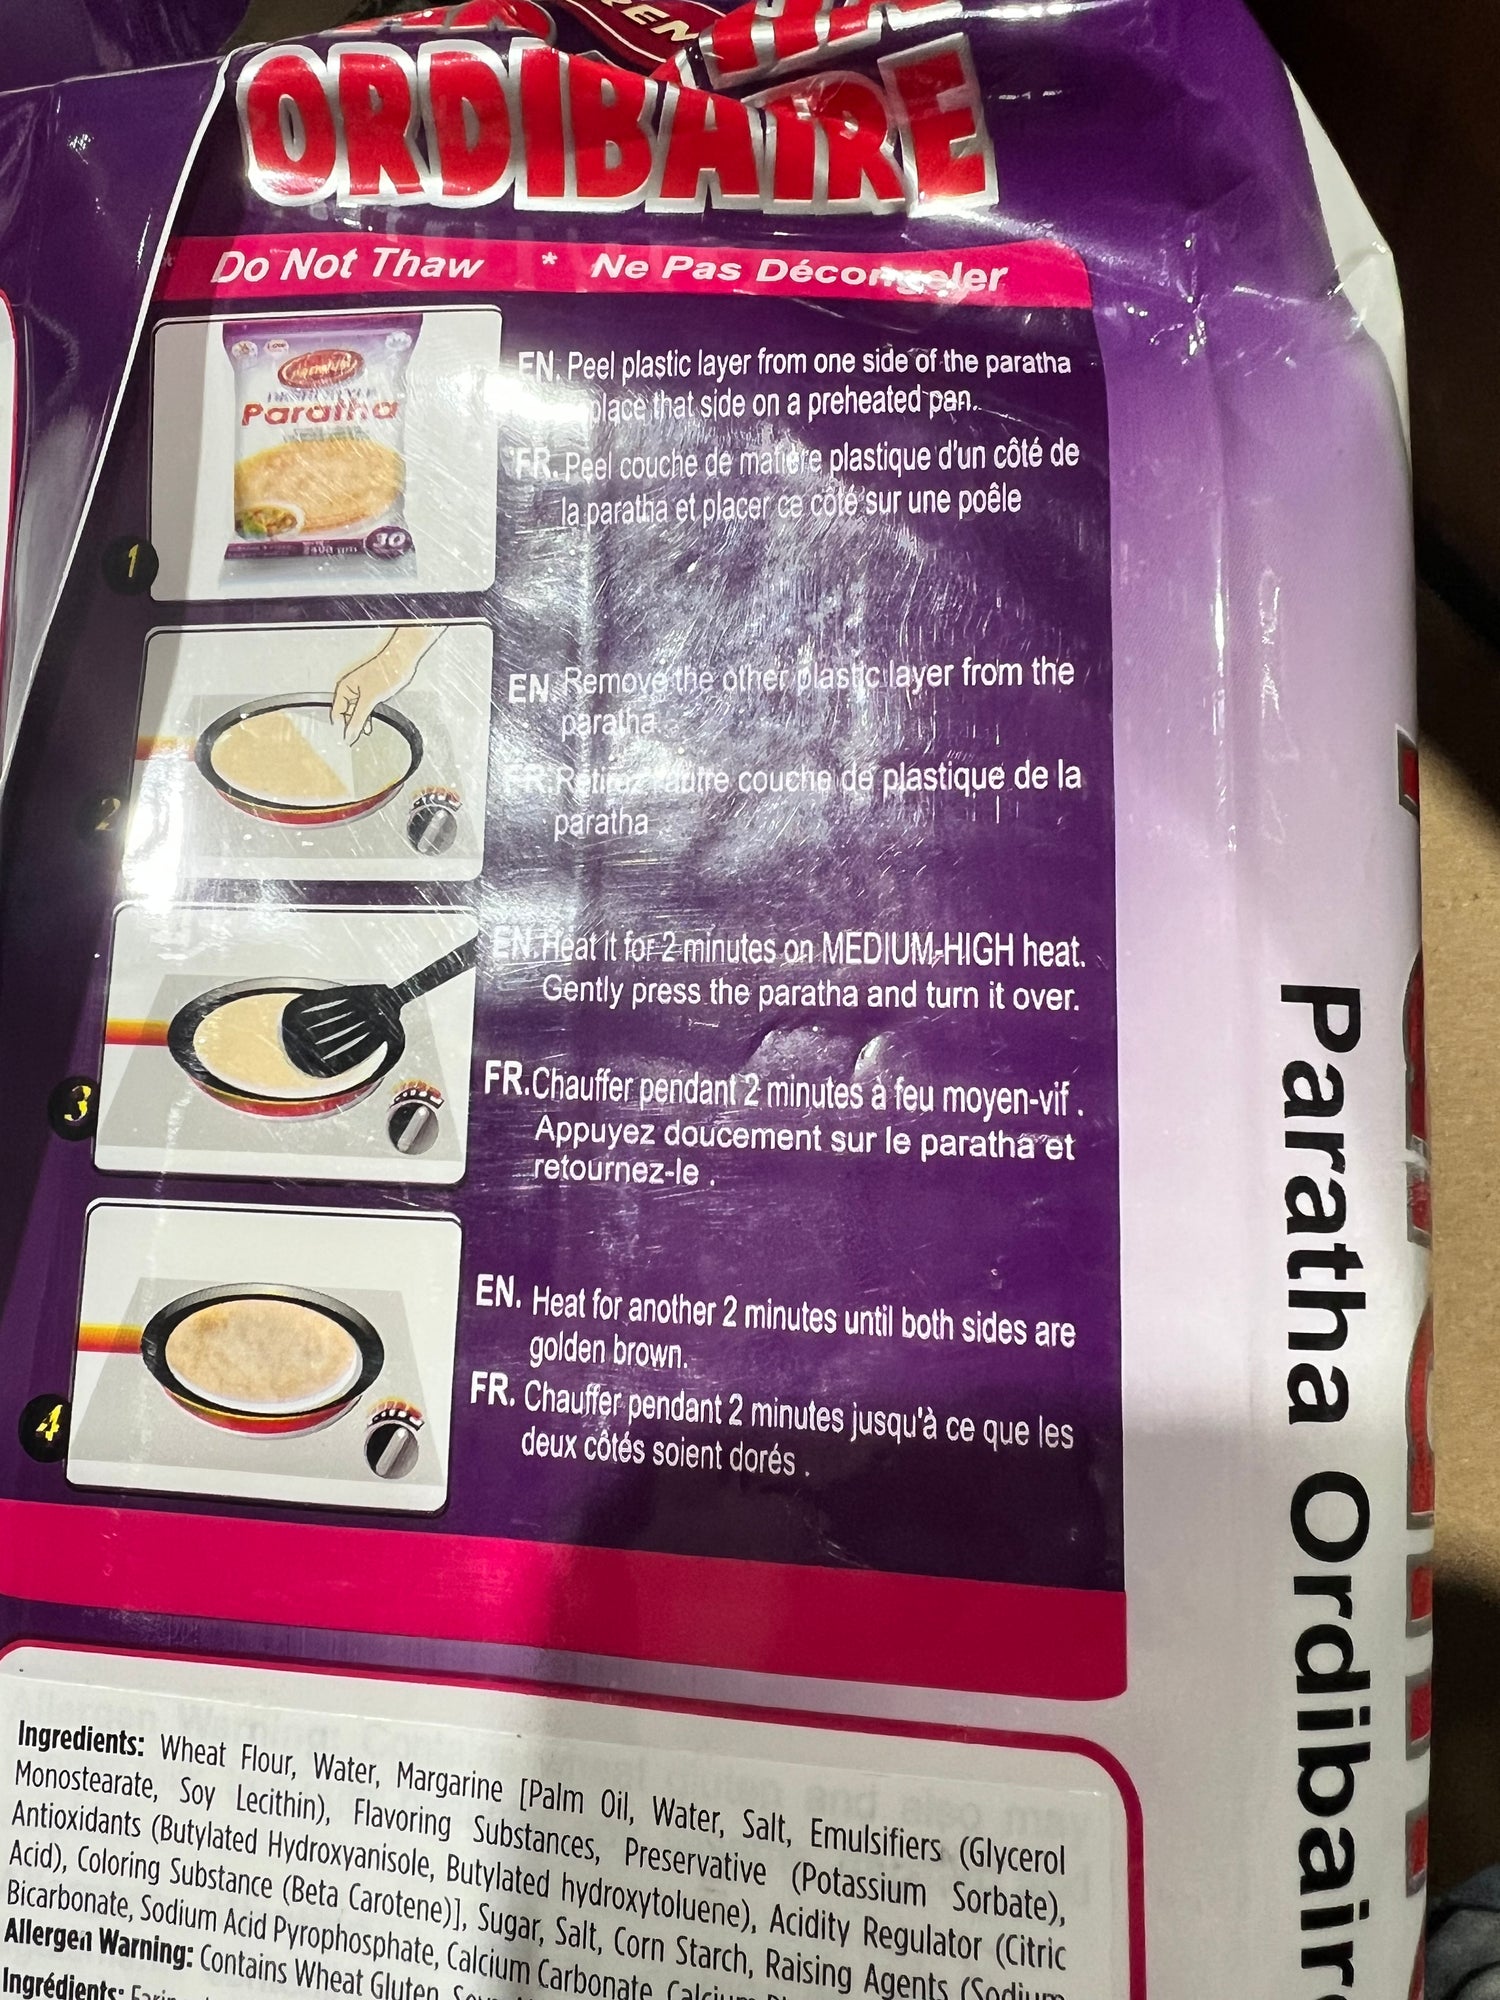 ORDIBAIRE
Do Not Thaw * Ne Pas Décongeler
Paratha
30
1
EN. Peel plastic layer from one side of the paratha
place that side on a preheated pan..
FR. Peel couche de matière plastique d'un côté de
la paratha et placer ce côté sur une poêle
2
EN. Remove the other plastic layer from the
paratha
FR. Retirez l'autre couche de plastique de la
paratha
3
EN. Heat it for 2 minutes on MEDIUM-HIGH heat.
Gently press the paratha and turn it over.
FR. Chauffer pendant 2 minutes à feu moyen-vif .
Appuyez doucement sur le paratha et
retournez-le .
4
EN. Heat for another 2 minutes until both sides are
golden brown.
FR. Chauffer pendant 2 minutes jusqu'à ce que les
deux côtés soient dorés .
Ingredients: Wheat Flour, Water, Margarine [Palm Oil, Water, Salt, Emulsifiers (Glycerol
Monostearate, Soy Lecithin), Flavoring Substances, Preservative (Potassium Sorbate),
Antioxidants (Butylated Hydroxyanisole, Butylated hydroxytoluene), Acidity Regulator (Citric
Acid), Coloring Substance (Beta Carotene)], Sugar, Salt, Corn Starch, Raising Agents (Sodium
Bicarbonate, Sodium Acid Pyrophosphate, Calcium Carbonate
Allergen Warning: Contains Wheat Gluten
Ingrédients:
Paratha Ordibair